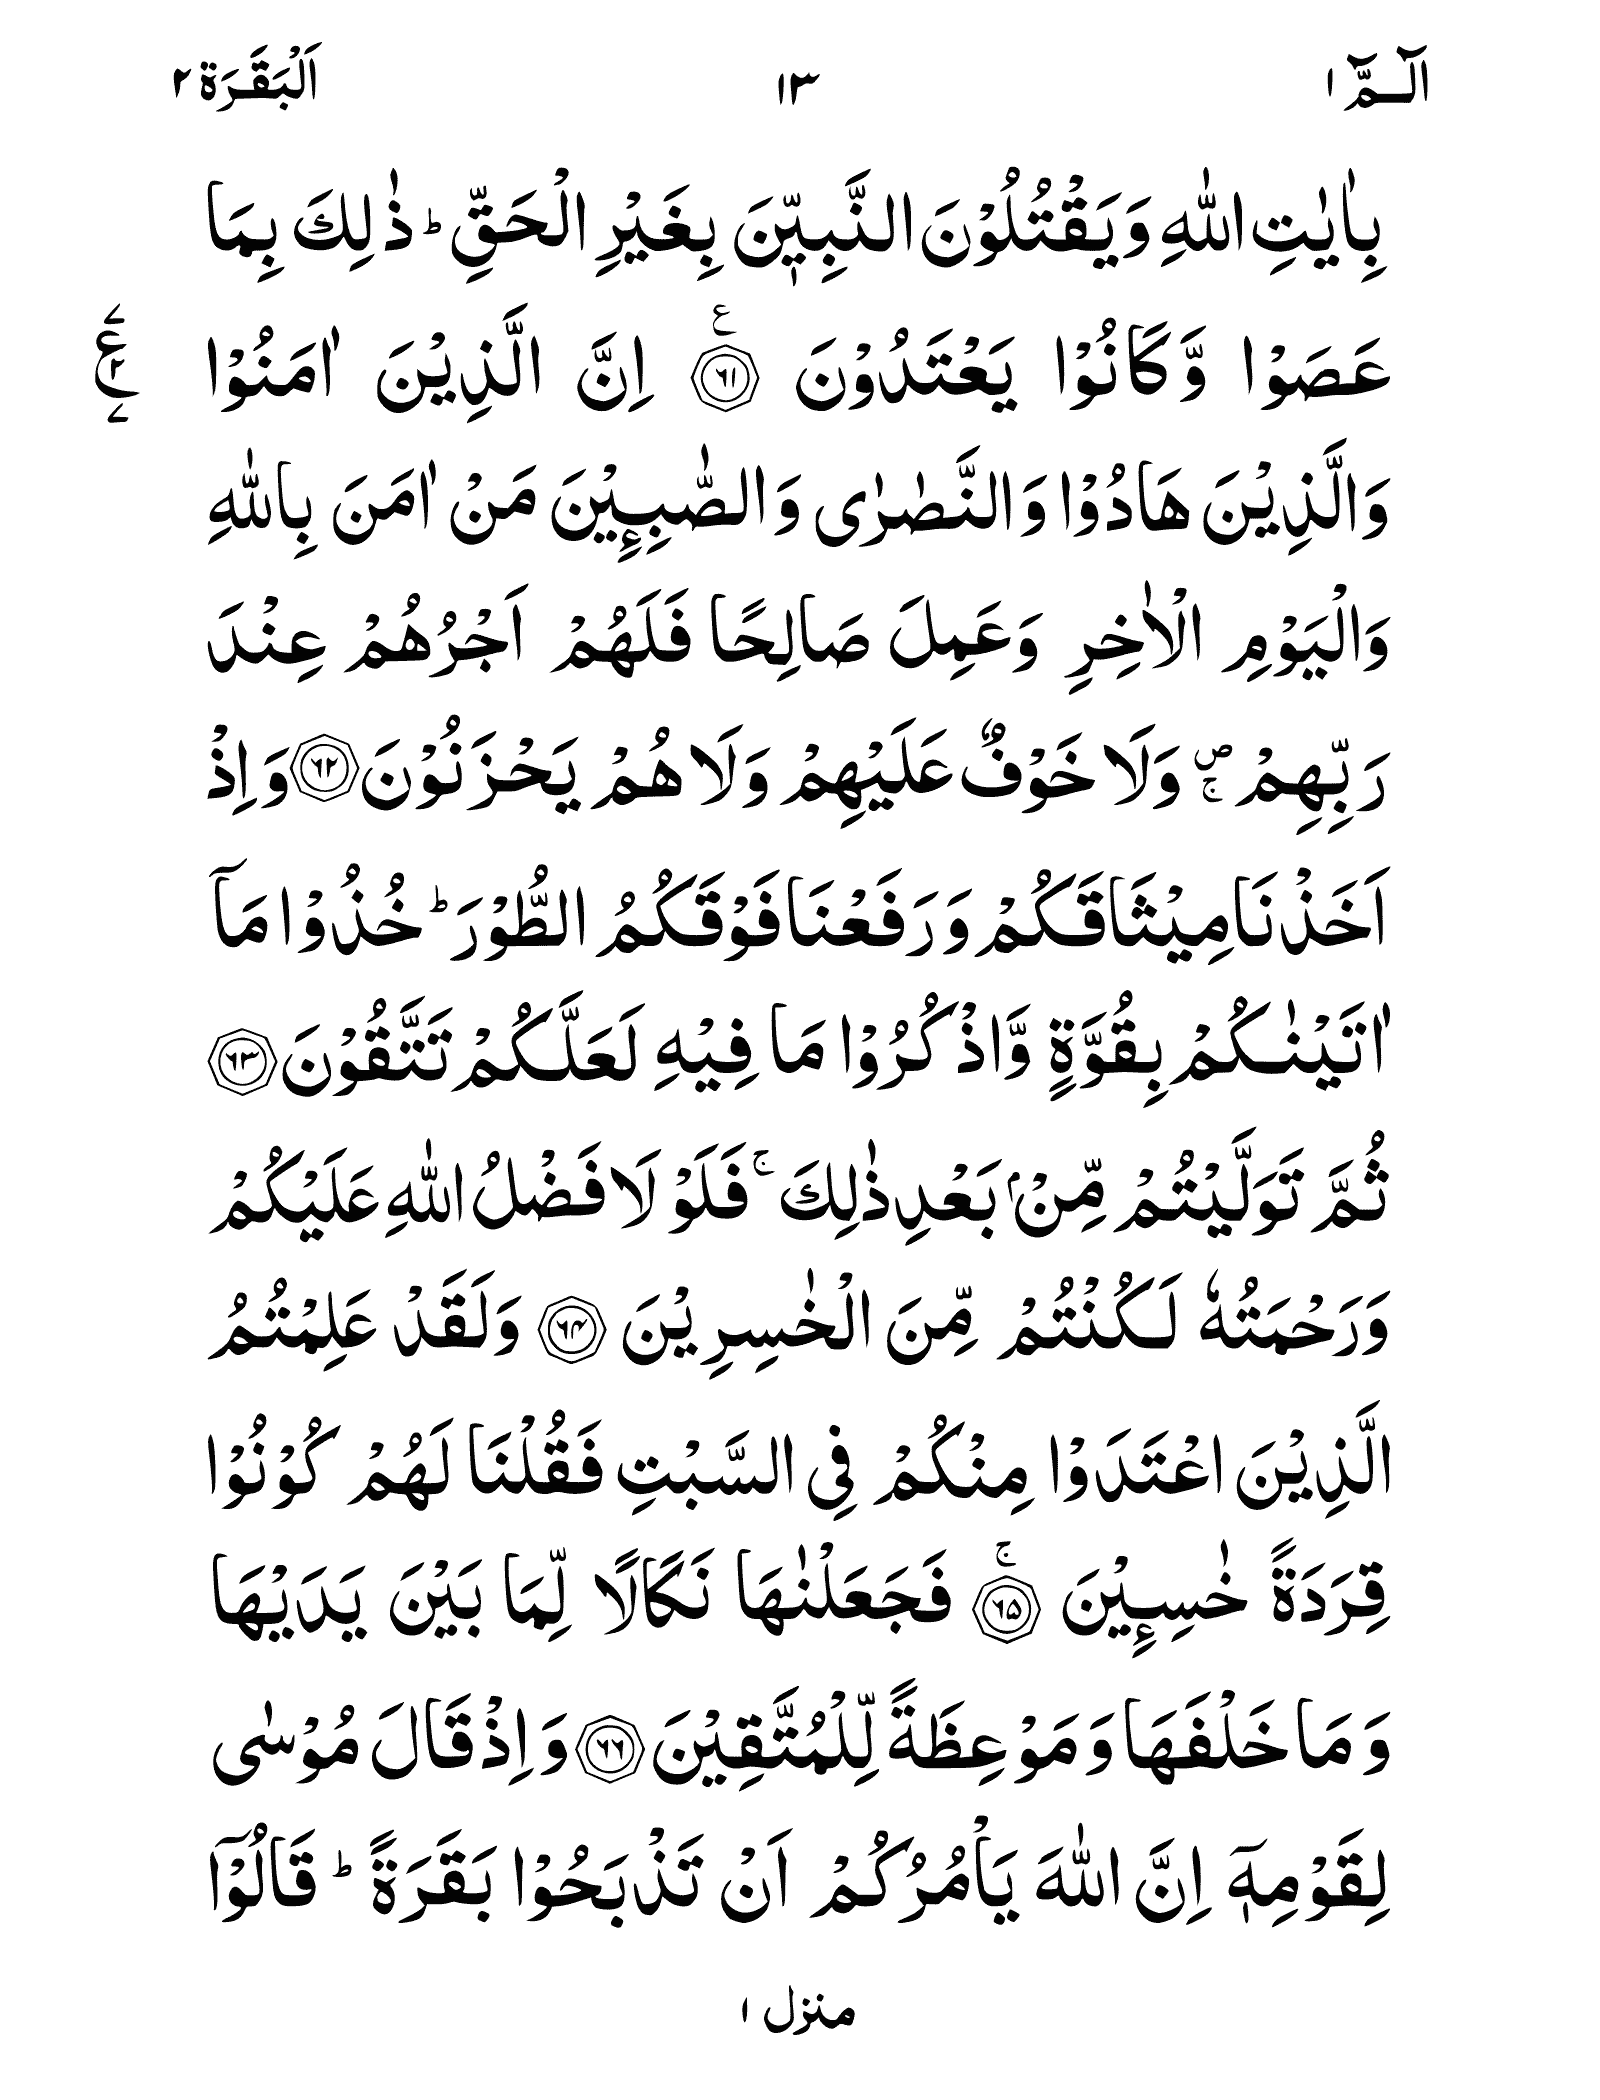 الٓـمّٓ ١ ١٣ اَلْبَقَرَة ٢
بِاٰيٰتِ اللّٰهِ وَيَقْتُلُوْنَ النَّبِيّٖنَ بِغَيْرِ الْحَقِّ ؕ ذٰلِكَ بِمَا
عَصَوْا وَّكَانُوْا يَعْتَدُوْنَ ۝٦١ ع اِنَّ الَّذِيْنَ اٰمَنُوْا
ع ٧ ٢ ٧
وَالَّذِيْنَ هَادُوْا وَالنَّصٰرٰى وَالصّٰبِـِٕيْنَ مَنْ اٰمَنَ بِاللّٰهِ
وَالْيَوْمِ الْاٰخِرِ وَعَمِلَ صَالِحًا فَلَهُمْ اَجْرُهُمْ عِنْدَ
رَبِّهِمْ ۪ۚ وَلَا خَوْفٌ عَلَيْهِمْ وَلَا هُمْ يَحْزَنُوْنَ ۝٦٢ وَاِذْ
اَخَذْنَا مِيْثَاقَكُمْ وَرَفَعْنَا فَوْقَكُمُ الطُّوْرَ ؕ خُذُوْا مَآ
اٰتَيْنٰكُمْ بِقُوَّةٍ وَّاذْكُرُوْا مَا فِيْهِ لَعَلَّكُمْ تَتَّقُوْنَ ۝٦٣
ثُمَّ تَوَلَّيْتُمْ مِّنْۢ بَعْدِ ذٰلِكَ ۚ فَلَوْ لَا فَضْلُ اللّٰهِ عَلَيْكُمْ
وَرَحْمَتُهٗ لَكُنْتُمْ مِّنَ الْخٰسِرِيْنَ ۝٦٤ وَلَقَدْ عَلِمْتُمُ
الَّذِيْنَ اعْتَدَوْا مِنْكُمْ فِى السَّبْتِ فَقُلْنَا لَهُمْ كُوْنُوْا
قِرَدَةً خٰسِـِٕيْنَ ۝٦٥ ۚ فَجَعَلْنٰهَا نَكَالًا لِّمَا بَيْنَ يَدَيْهَا
وَمَا خَلْفَهَا وَمَوْعِظَةً لِّلْمُتَّقِيْنَ ۝٦٦ وَاِذْ قَالَ مُوْسٰى
لِقَوْمِهٖٓ اِنَّ اللّٰهَ يَاْمُرُكُمْ اَنْ تَذْبَحُوْا بَقَرَةً ؕ قَالُوْٓا
منزل ١